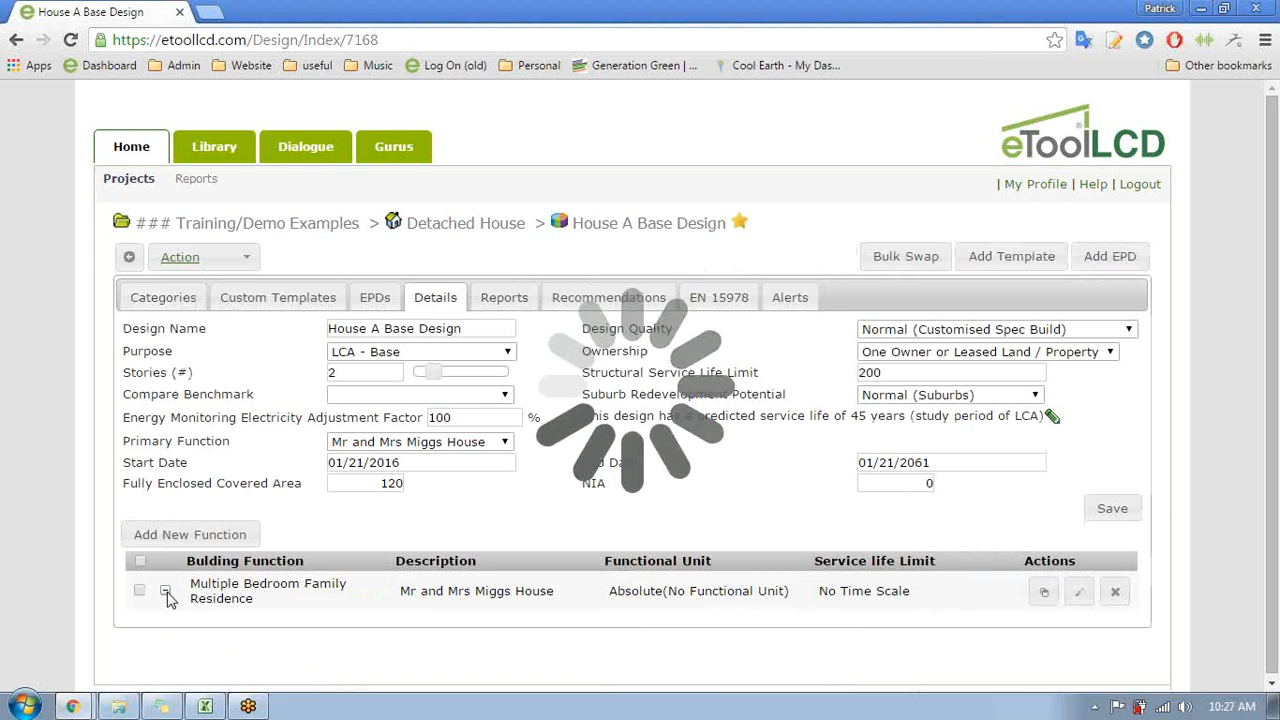 House A Base Design
Patrick
https://etoollcd.com/Design/Index/7168
Apps Dashboard Admin Website useful Music Log On (old) Personal Generation Green | ... Cool Earth - My Das... Other bookmarks
Home Library Dialogue Gurus
eToolLCD
Projects Reports
| My Profile | Help | Logout
### Training/Demo Examples > Detached House > House A Base Design
Action Bulk Swap Add Template Add EPD
Categories Custom Templates EPDs Details Reports Recommendations EN 15978 Alerts
Design Name House A Base Design Design Quality Normal (Customised Spec Build)
Purpose LCA - Base Ownership One Owner or Leased Land / Property
Stories (#) 2 Structural Service Life Limit 200
Compare Benchmark Suburb Redevelopment Potential Normal (Suburbs)
Energy Monitoring Electricity Adjustment Factor 100 % This design has a predicted service life of 45 years (study period of LCA)
Primary Function Mr and Mrs Miggs House
Start Date 01/21/2016 End Date 01/21/2061
Fully Enclosed Covered Area 120 NIA 0
Save
Add New Function
Bulding Function Description Functional Unit Service life Limit Actions
Multiple Bedroom Family Residence Mr and Mrs Miggs House Absolute(No Functional Unit) No Time Scale
10:27 AM